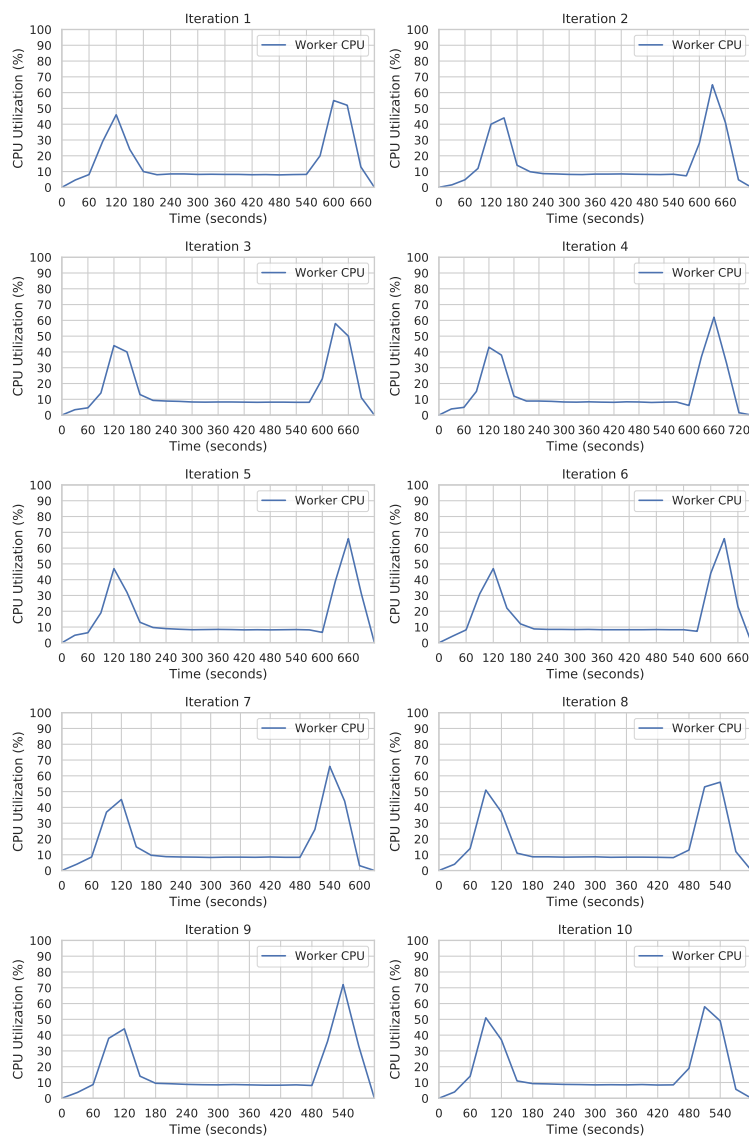 Iteration 1
Iteration 2
100
90
80
70
60
50
40
30
20
10
0
CPU Utilization (%)
Worker CPU
0 60 120 180 240 300 360 420 480 540 600 660
Time (seconds)
100
90
80
70
60
50
40
30
20
10
0
CPU Utilization (%)
Worker CPU
0 60 120 180 240 300 360 420 480 540 600 660
Time (seconds)
Iteration 3
Iteration 4
100
90
80
70
60
50
40
30
20
10
0
CPU Utilization (%)
Worker CPU
0 60 120 180 240 300 360 420 480 540 600 660
Time (seconds)
100
90
80
70
60
50
40
30
20
10
0
CPU Utilization (%)
Worker CPU
0 60 120 180 240 300 360 420 480 540 600 660 720
Time (seconds)
Iteration 5
Iteration 6
100
90
80
70
60
50
40
30
20
10
0
CPU Utilization (%)
Worker CPU
0 60 120 180 240 300 360 420 480 540 600 660
Time (seconds)
100
90
80
70
60
50
40
30
20
10
0
CPU Utilization (%)
Worker CPU
0 60 120 180 240 300 360 420 480 540 600 660
Time (seconds)
Iteration 7
Iteration 8
100
90
80
70
60
50
40
30
20
10
0
CPU Utilization (%)
Worker CPU
0 60 120 180 240 300 360 420 480 540 600
Time (seconds)
100
90
80
70
60
50
40
30
20
10
0
CPU Utilization (%)
Worker CPU
0 60 120 180 240 300 360 420 480 540
Time (seconds)
Iteration 9
Iteration 10
100
90
80
70
60
50
40
30
20
10
0
CPU Utilization (%)
Worker CPU
0 60 120 180 240 300 360 420 480 540
Time (seconds)
100
90
80
70
60
50
40
30
20
10
0
CPU Utilization (%)
Worker CPU
0 60 120 180 240 300 360 420 480 540
Time (seconds)